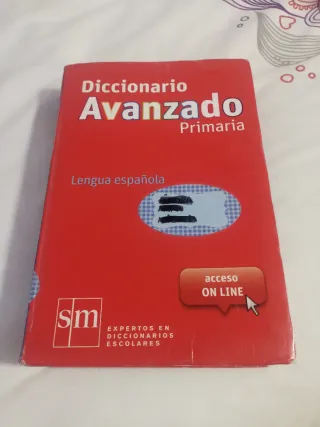 Diccionario
Avanzado
Primaria
Lengua española
acceso
ON LINE
sm
EXPERTOS EN
DICCIONARIOS
ESCOLARES